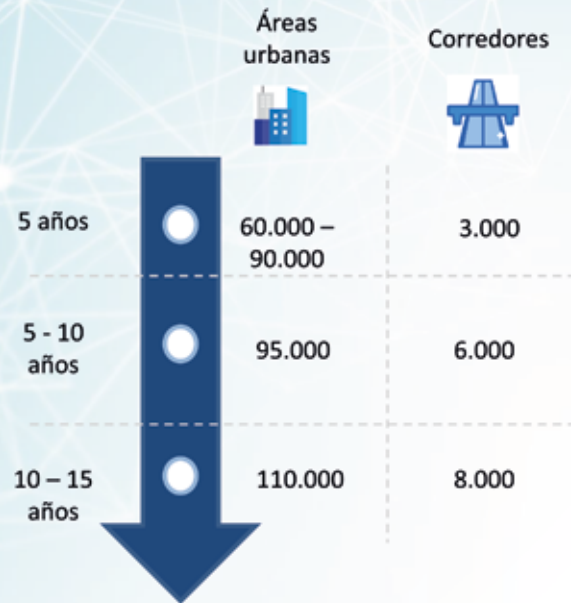 Áreas
urbanas
Corredores
5 años
60.000 –
90.000
3.000
5 - 10
años
95.000
6.000
10 – 15
años
110.000
8.000